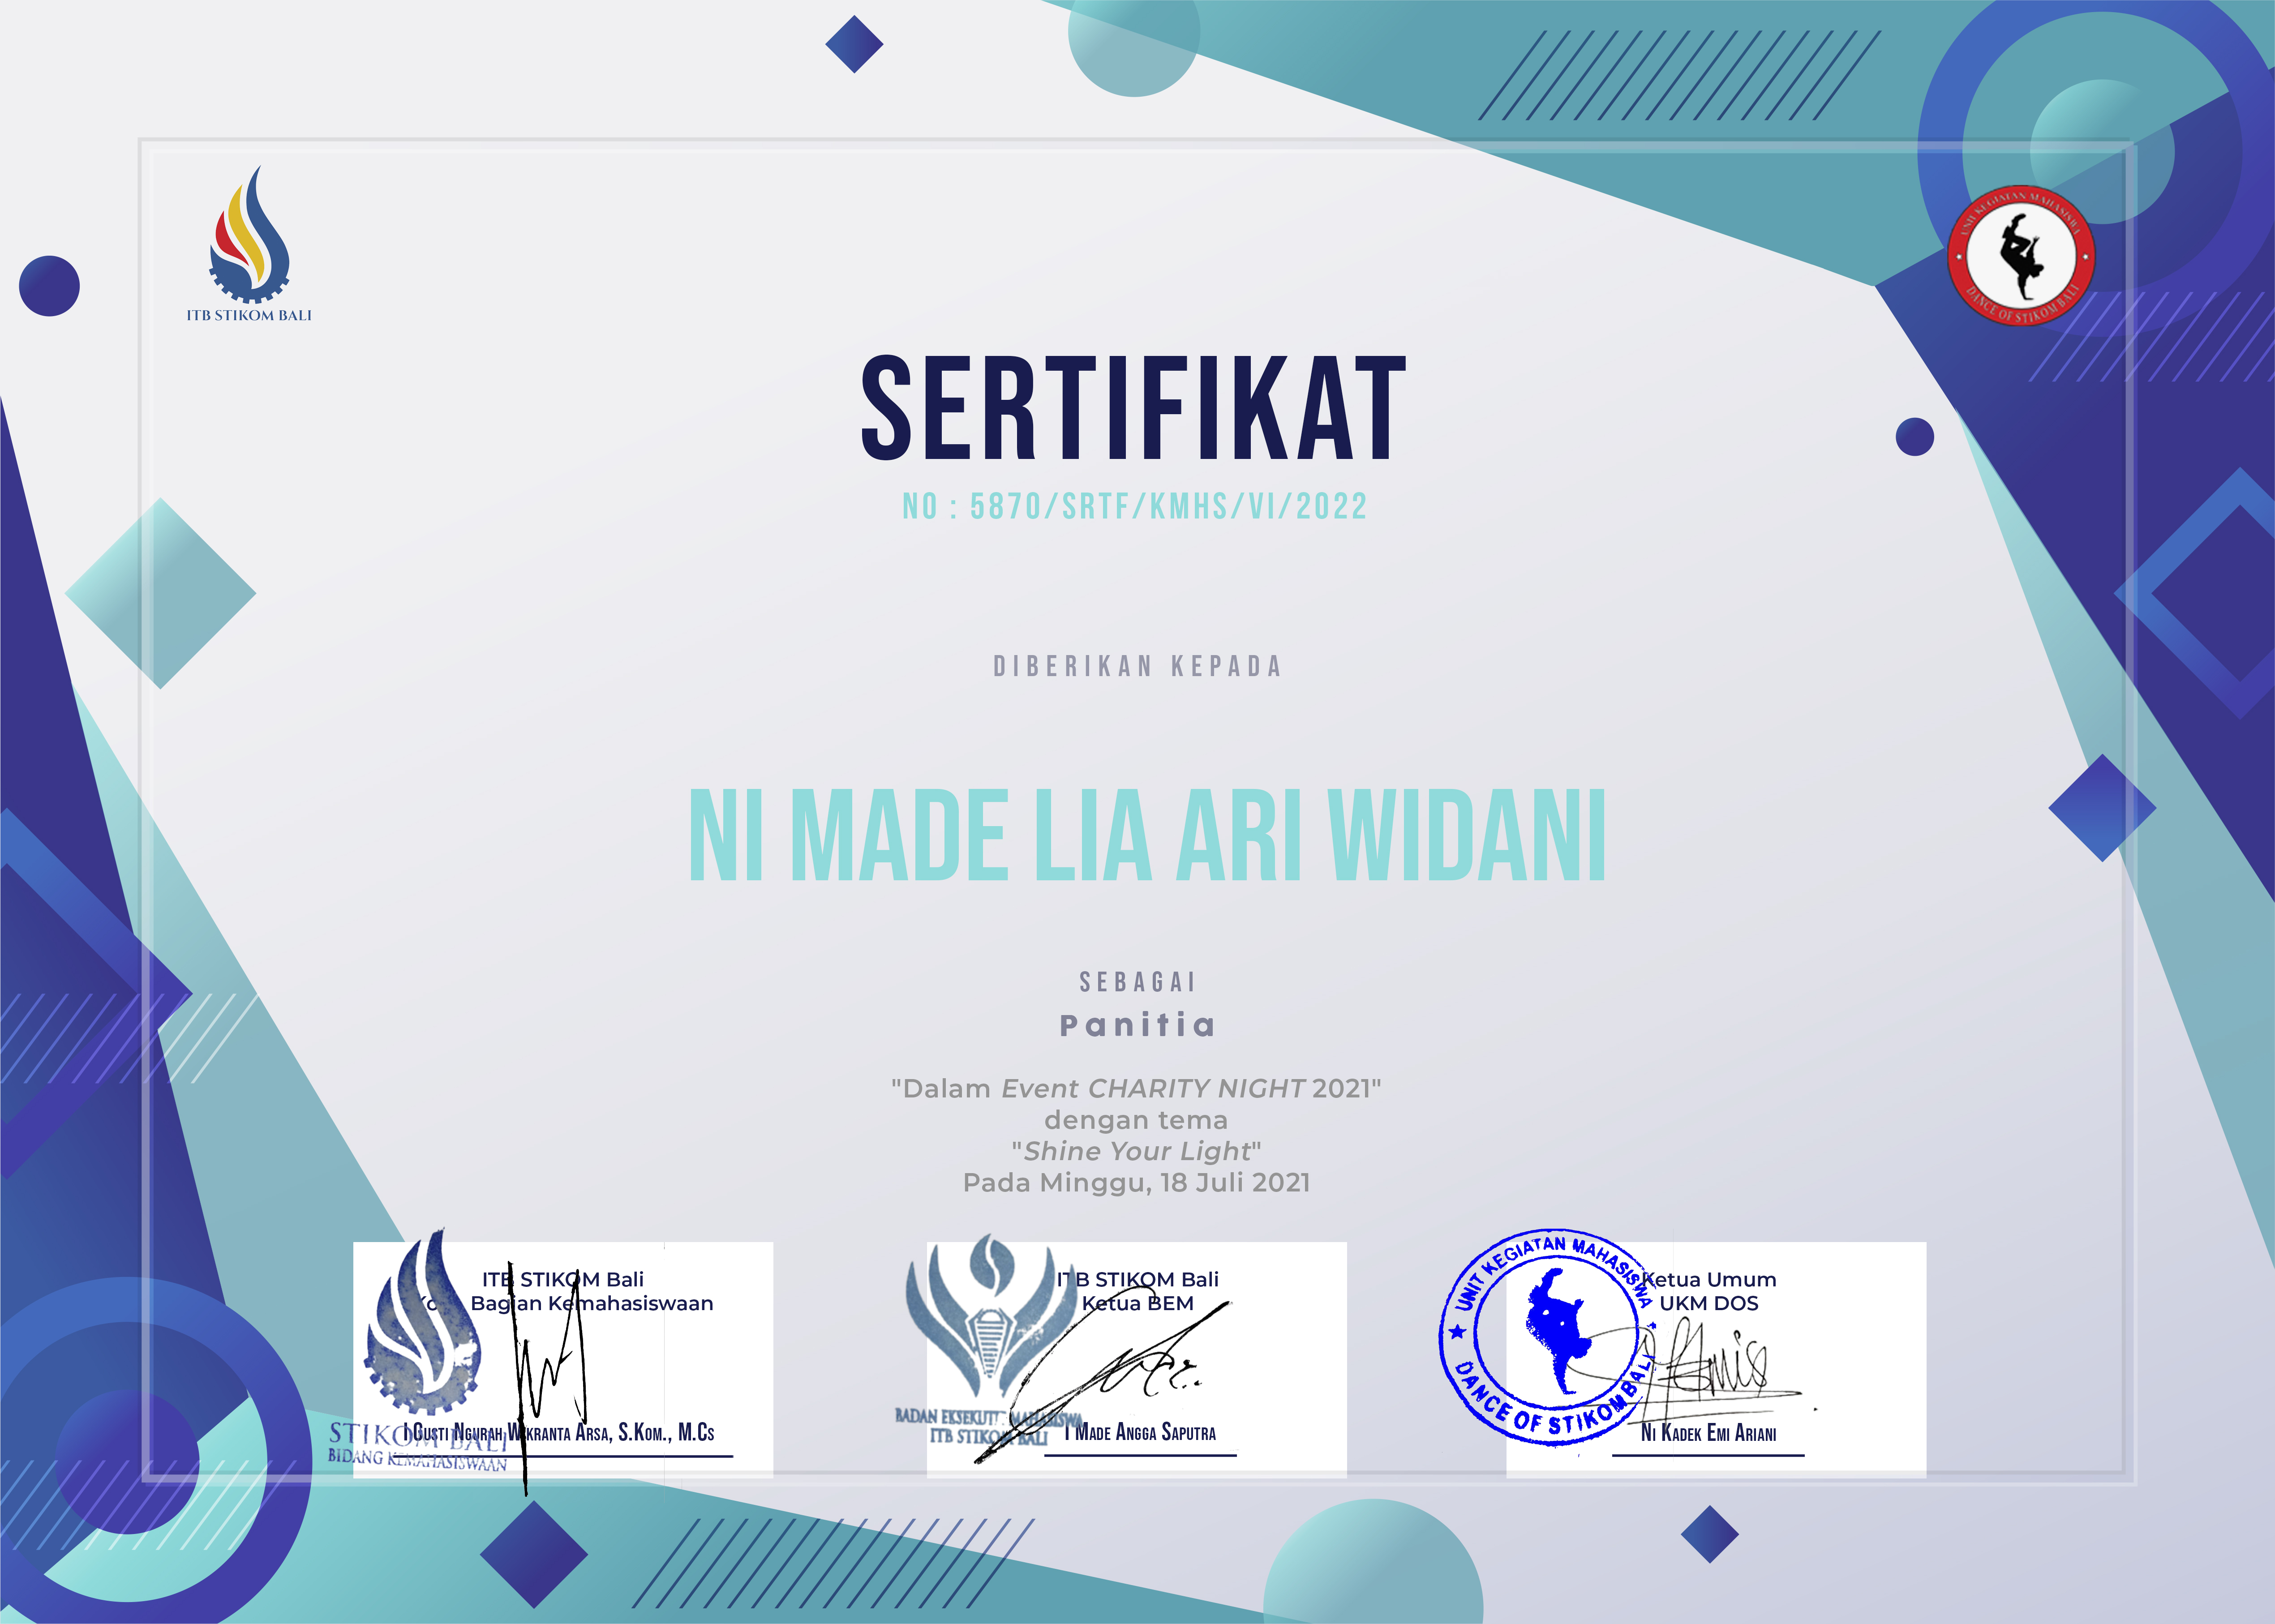 ITB STIKOM BALI
UNIT KEGIATAN MAHASISWA
DANCE OF STIKOM BALI
SERTIFIKAT
NO : 5870/SRTF/KMHS/VI/2022
DIBERIKAN KEPADA
NI MADE LIA ARI WIDANI
SEBAGAI
Panitia
"Dalam Event CHARITY NIGHT 2021"
dengan tema
"Shine Your Light"
Pada Minggu, 18 Juli 2021
ITB STIKOM Bali
Bagian Kemahasiswaan
I Gusti Ngurah Wikranta Arsa, S.Kom., M.Cs
STIKOM BALI
BIDANG KEMAHASISWAAN
ITB STIKOM Bali
Ketua BEM
BADAN EKSEKUTIF MAHASISWA
ITB STIKOM BALI
I Made Angga Saputra
UNIT KEGIATAN MAHASISWA
DANCE OF STIKOM BALI
Ketua Umum
UKM DOS
Ni Kadek Emi Ariani